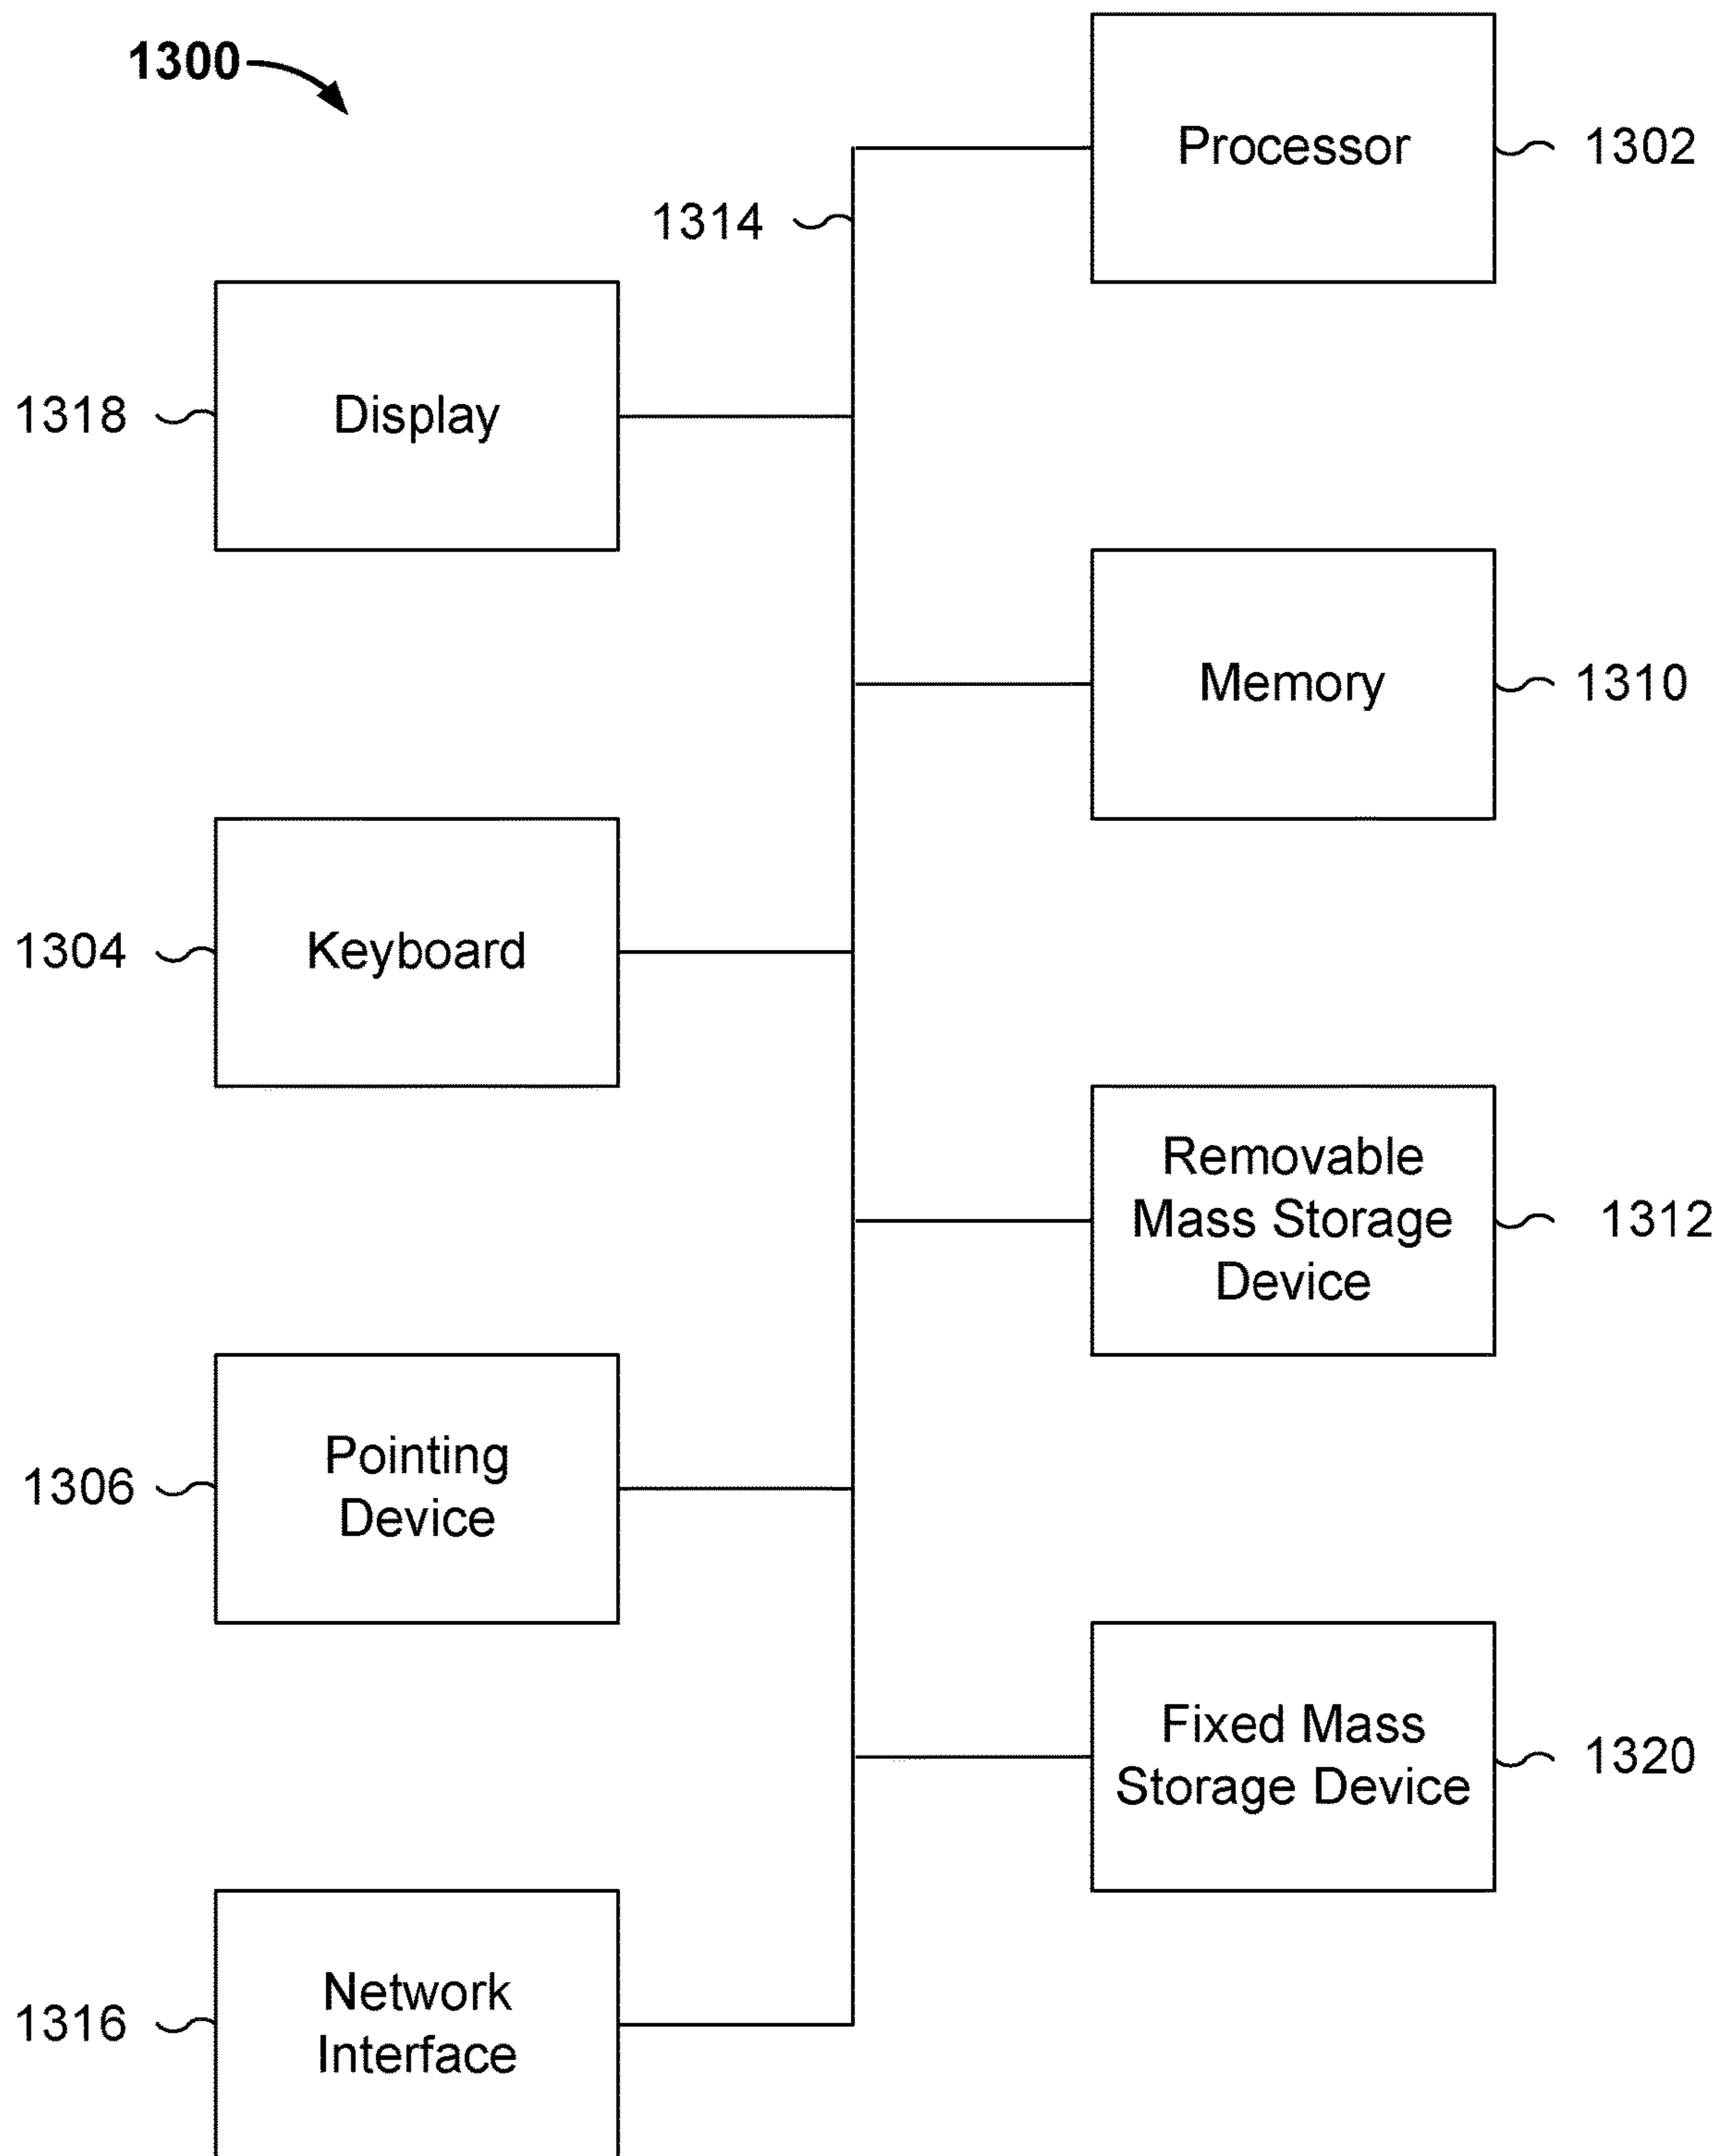 1300
Processor
1302
1314
1318
Display
Memory
1310
1304
Keyboard
Removable
Mass Storage
Device
1312
1306
Pointing
Device
Fixed Mass
Storage Device
1320
1316
Network
Interface